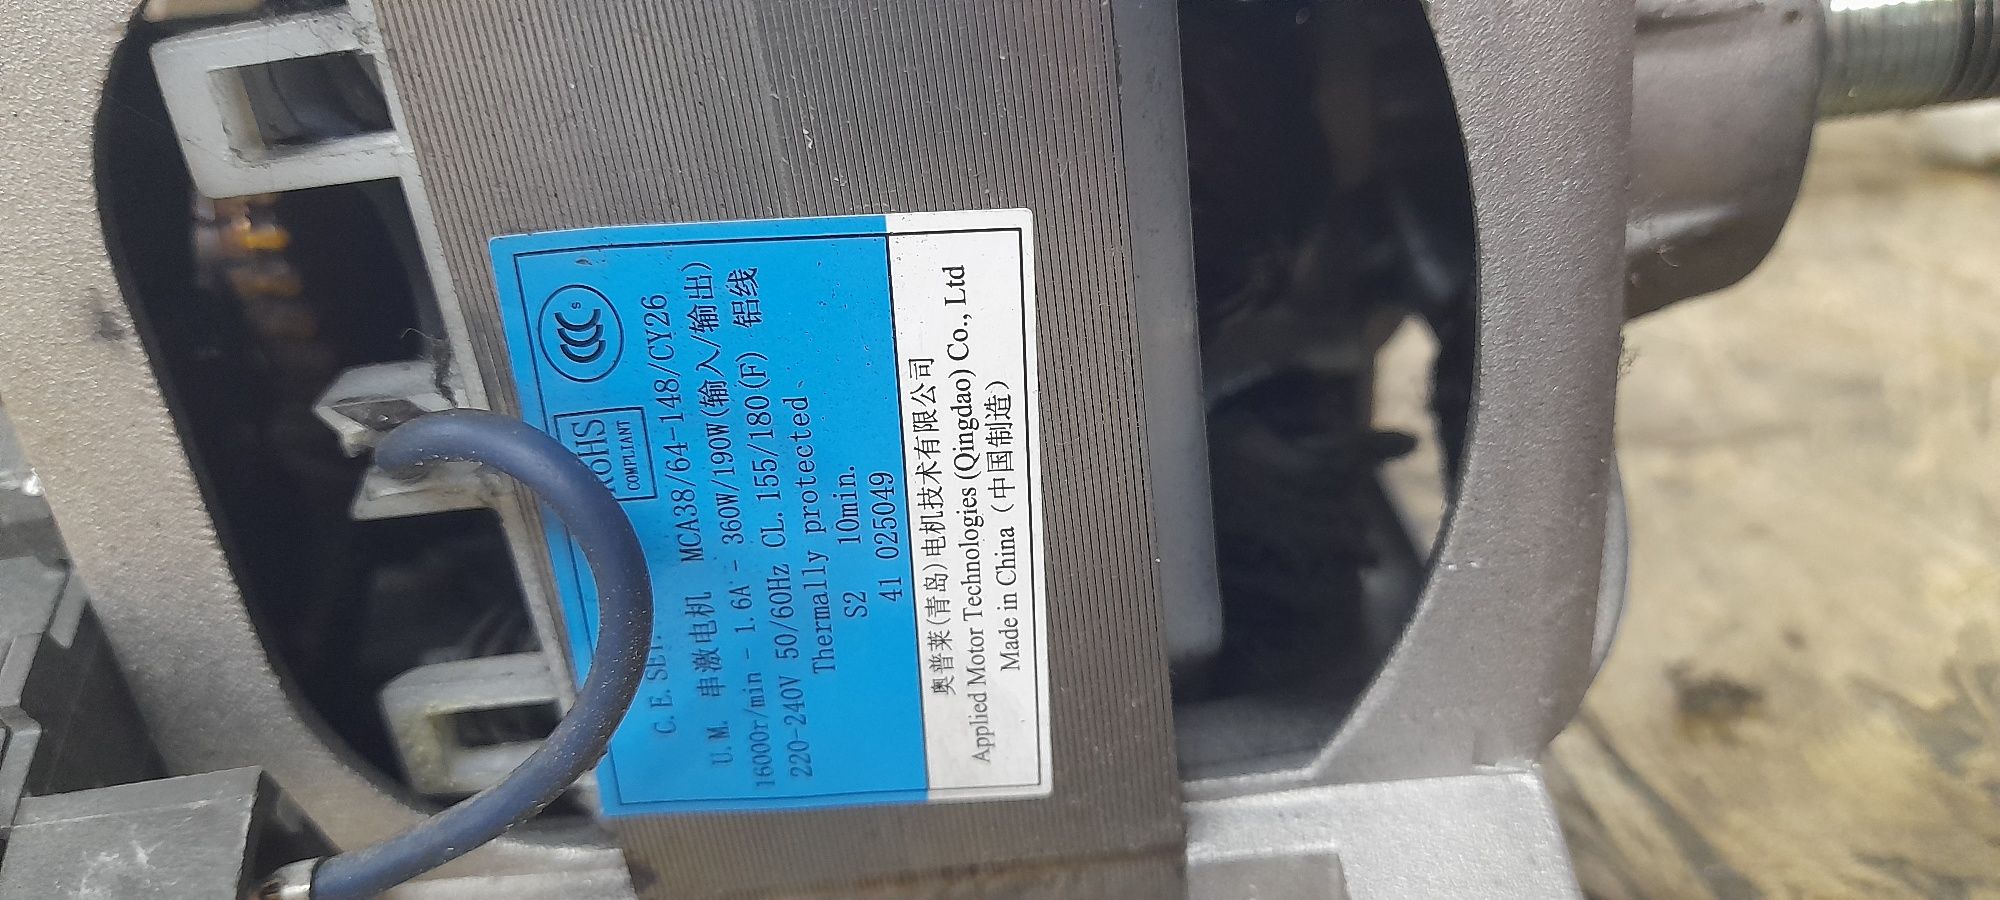 CCC S
ROHS
COMPLIANT
C. E. SET.
U. M. 串激电机 MCA38/64-148/CY26
16000r/min - 1.6A - 360W/190W(输入/输出)
220-240V 50/60Hz CL.155/180(F) 铝线
Thermally protected、
S2 10min.
41 025049
奥普莱(青岛)电机技术有限公司
Applied Motor Technologies (Qingdao) Co., Ltd
Made in China（中国制造）